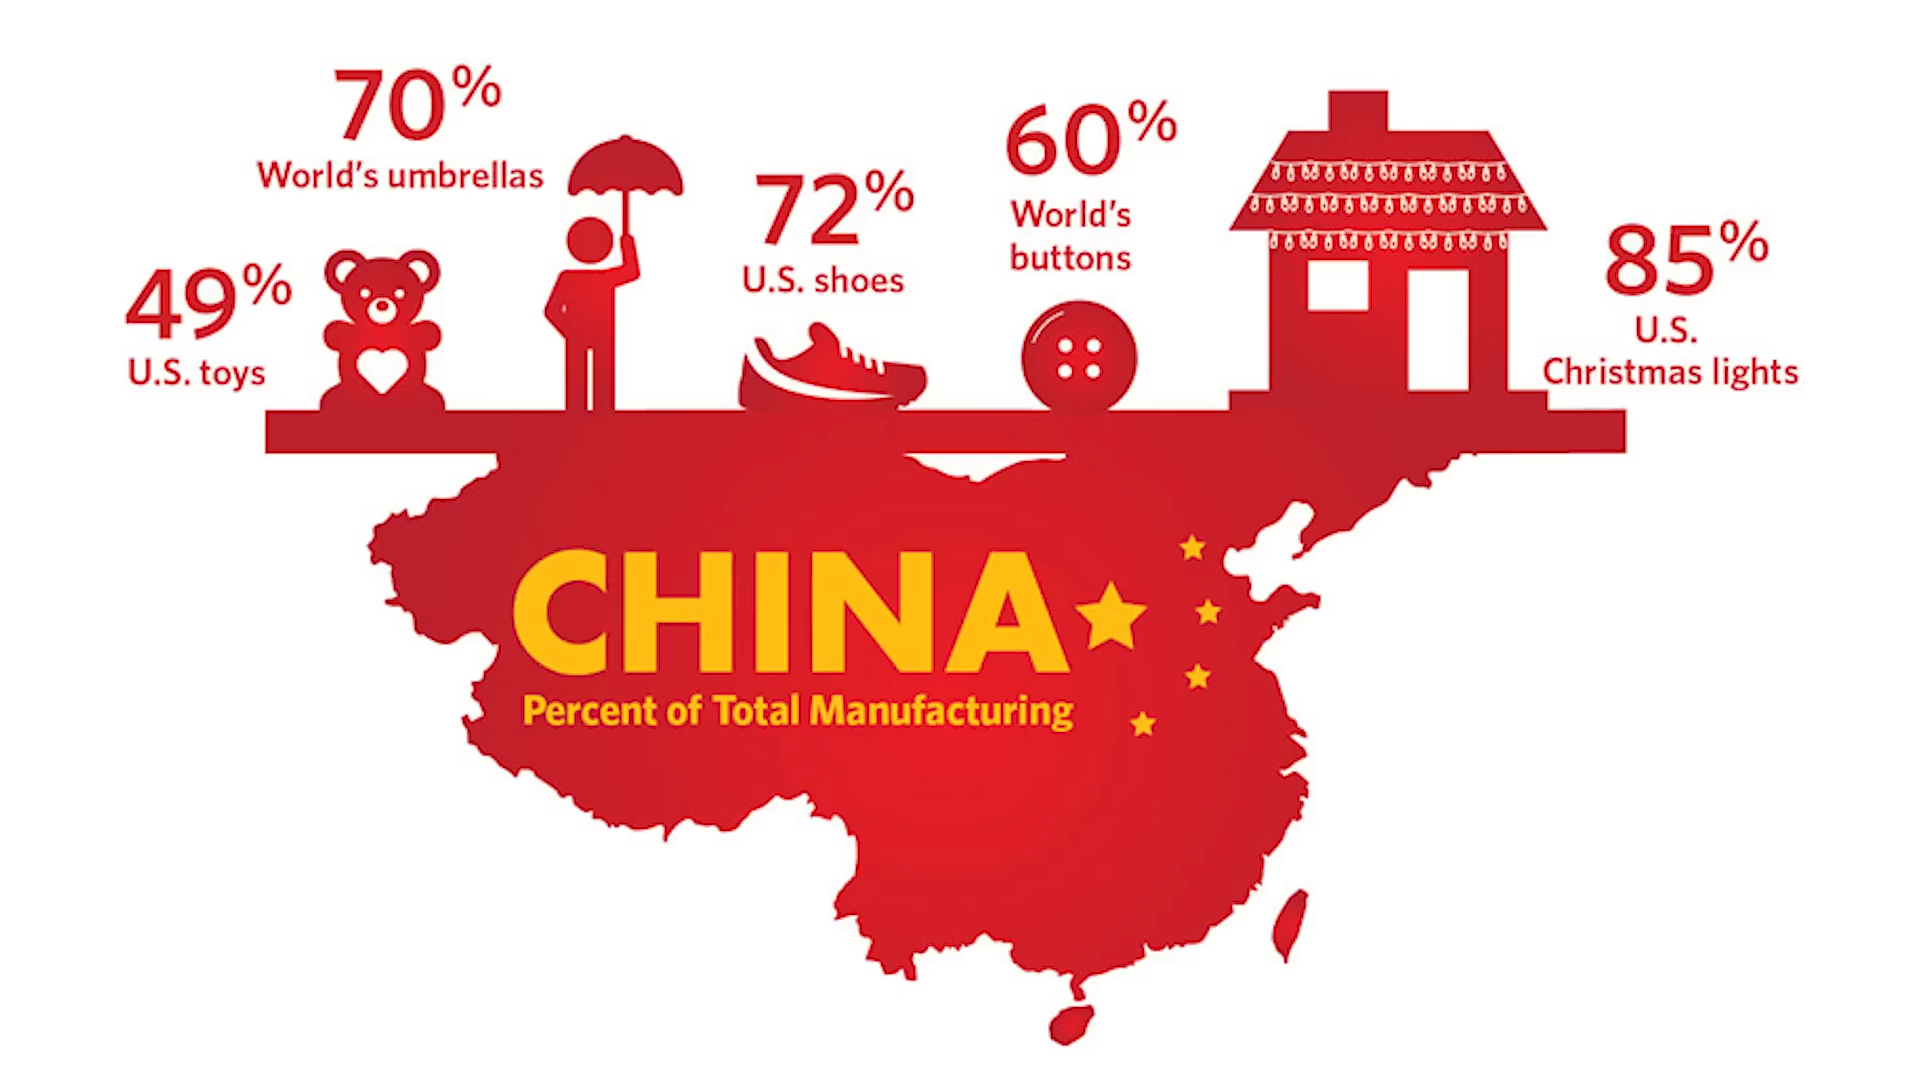 49%
U.S. toys
70%
World's umbrellas
72%
U.S. shoes
60%
World's
buttons
85%
U.S.
Christmas lights
CHINA
Percent of Total Manufacturing